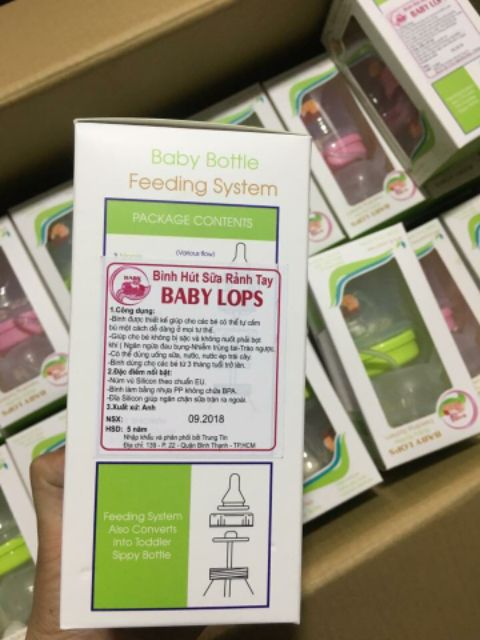 Baby Bottle
Feeding System
PACKAGE CONTENTS
(Various flow)
BABY
Bình Hút Sữa Rảnh Tay
BABY LOPS
1.Công dụng:
-Bình được thiết kế giúp cho các bé có thể tự cầm
bú một cách dễ dàng ở mọi tư thế.
-Giúp cho bé không bị sặc và không nuốt phải bọt
khí ( Ngăn ngừa đau bụng-Nhiễm trùng tai-Trào ngược.
-Có thể dùng uống sữa, nước, nước ép trái cây.
-Bình dùng cho các bé từ 3 tháng tuổi trở lên.
2.Đặc điểm nổi bật:
-Núm vú Silicon theo chuẩn EU.
-Bình làm bằng nhựa PP không chứa BPA.
-Đĩa Silicon giúp ngăn chặn sữa tràn ra ngoài.
3.Xuất xứ: Anh
NSX: 09.2018
HSD: 5 năm
Nhập khẩu và phân phối bởi Trung Tín
Địa chỉ: 139 - P. 22 - Quận Bình Thạnh - TP.HCM
Feeding System
Also Converts
Into Toddler
Sippy Bottle
BABY LOPS
BABY LOPS